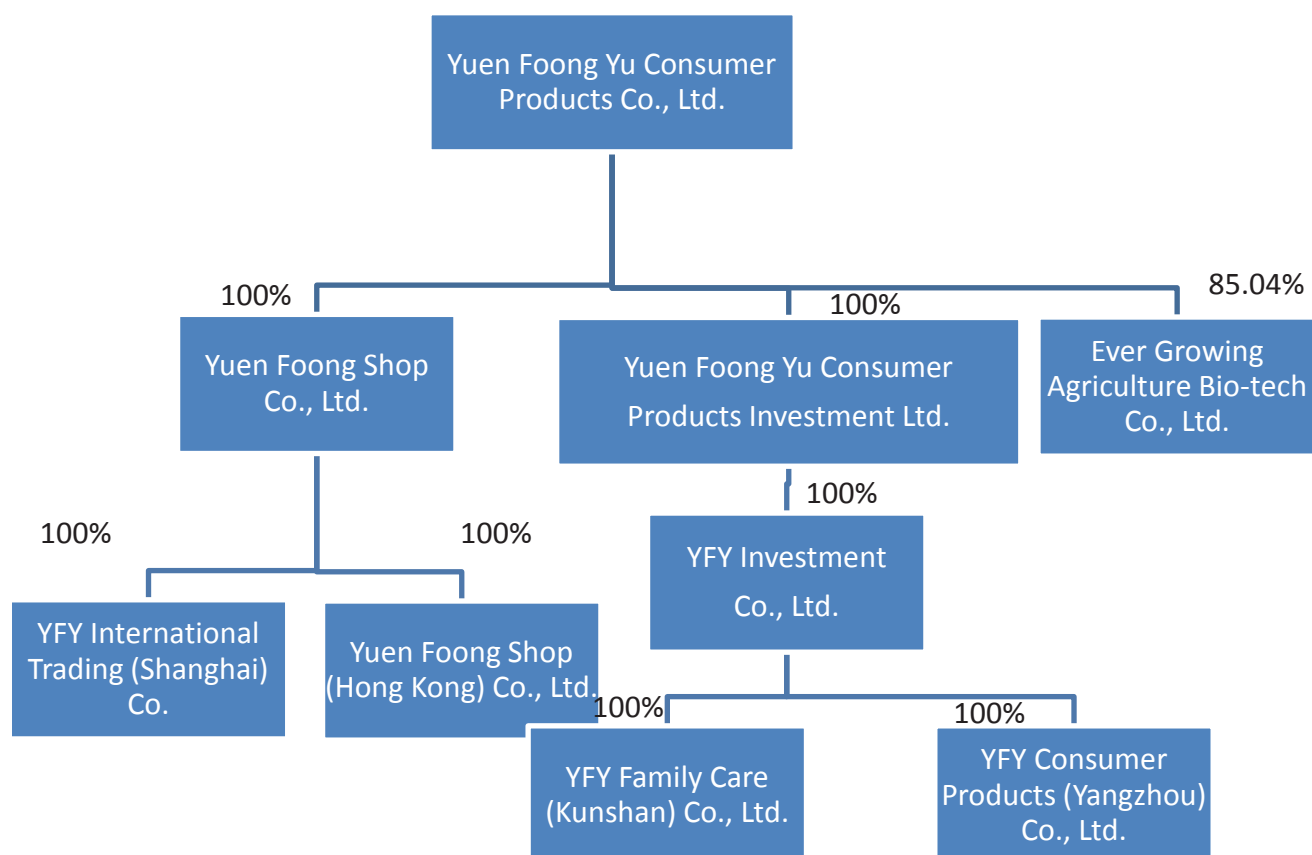 Yuen Foong Yu Consumer
Products Co., Ltd.
100%
100%
85.04%
Yuen Foong Shop
Co., Ltd.
Yuen Foong Yu Consumer
Products Investment Ltd.
Ever Growing
Agriculture Bio-tech
Co., Ltd.
100%
100%
100%
YFY International
Trading (Shanghai)
Co.
Yuen Foong Shop
(Hong Kong) Co., Ltd.
YFY Investment
Co., Ltd.
100%
100%
YFY Family Care
(Kunshan) Co., Ltd.
YFY Consumer
Products (Yangzhou)
Co., Ltd.